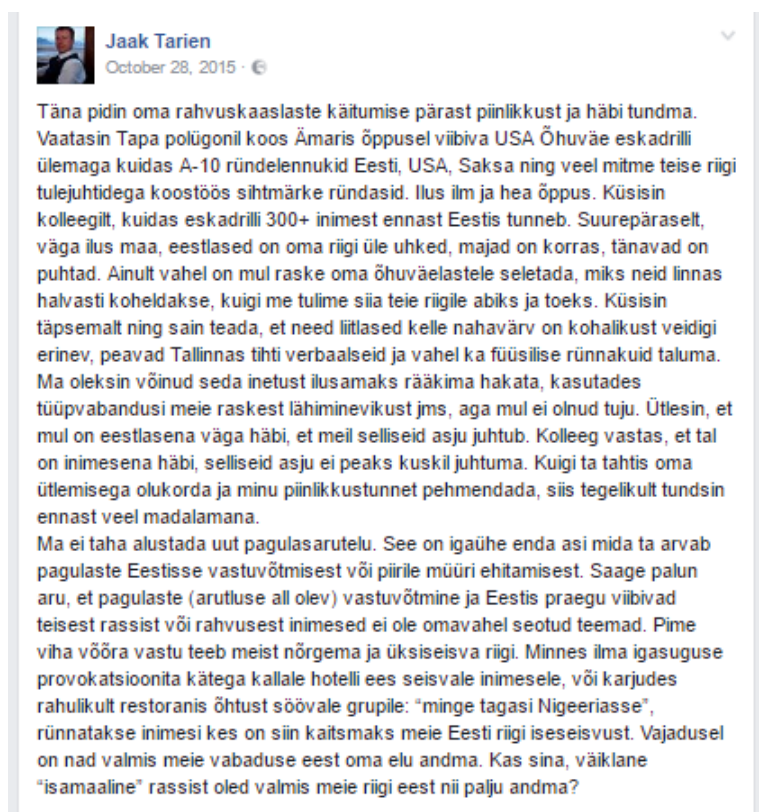 Jaak Tarien
October 28, 2015 ·
Täna pidin oma rahvuskaaslaste käitumise pärast piinlikkust ja häbi tundma.
Vaatasin Tapa polügonil koos Ämaris õppusel viibiva USA Õhuväe eskadrilli
ülemaga kuidas A-10 ründelennukid Eesti, USA, Saksa ning veel mitme teise riigi
tulejuhtidega koostöös sihtmärke ründasid. Ilus ilm ja hea õppus. Küsisin
kolleegilt, kuidas eskadrilli 300+ inimest ennast Eestis tunneb. Suurepäraselt,
väga ilus maa, eestlased on oma riigi üle uhked, majad on korras, tänavad on
puhtad. Ainult vahel on mul raske oma õhuväelastele seletada, miks neid linnas
halvasti koheldakse, kuigi me tulime siia teie riigile abiks ja toeks. Küsisin
täpsemalt ning sain teada, et need liitlased kelle nahavärv on kohalikust veidigi
erinev, peavad Tallinnas tihti verbaalseid ja vahel ka füüsilise rünnakuid taluma.
Ma oleksin võinud seda inetust ilusamaks rääkima hakata, kasutades
tüüpvabandusi meie raskest lähiminevikust jms, aga mul ei olnud tuju. Ütlesin, et
mul on eestlasena väga häbi, et meil selliseid asju juhtub. Kolleeg vastas, et tal
on inimesena häbi, selliseid asju ei peaks kuskil juhtuma. Kuigi ta tahtis oma
ütlemisega olukorda ja minu piinlikkustunnet pehmendada, siis tegelikult tundsin
ennast veel madalamana.
Ma ei taha alustada uut pagulasarutelu. See on igaühe enda asi mida ta arvab
pagulaste Eestisse vastuvõtmisest või piirile müüri ehitamisest. Saage palun
aru, et pagulaste (arutluse all olev) vastuvõtmine ja Eestis praegu viibivad
teisest rassist või rahvusest inimesed ei ole omavahel seotud teemad. Pime
viha võõra vastu teeb meist nõrgema ja üksiseisva riigi. Minnes ilma igasuguse
provokatsioonita kätega kallale hotelli ees seisvale inimesele, või karjudes
rahulikult restoranis õhtust söövale grupile: “minge tagasi Nigeeriasse”,
rünnatakse inimesi kes on siin kaitsmaks meie Eesti riigi iseseisvust. Vajadusel
on nad valmis meie vabaduse eest oma elu andma. Kas sina, väiklane
“isamaaline” rassist oled valmis meie riigi eest nii palju andma?